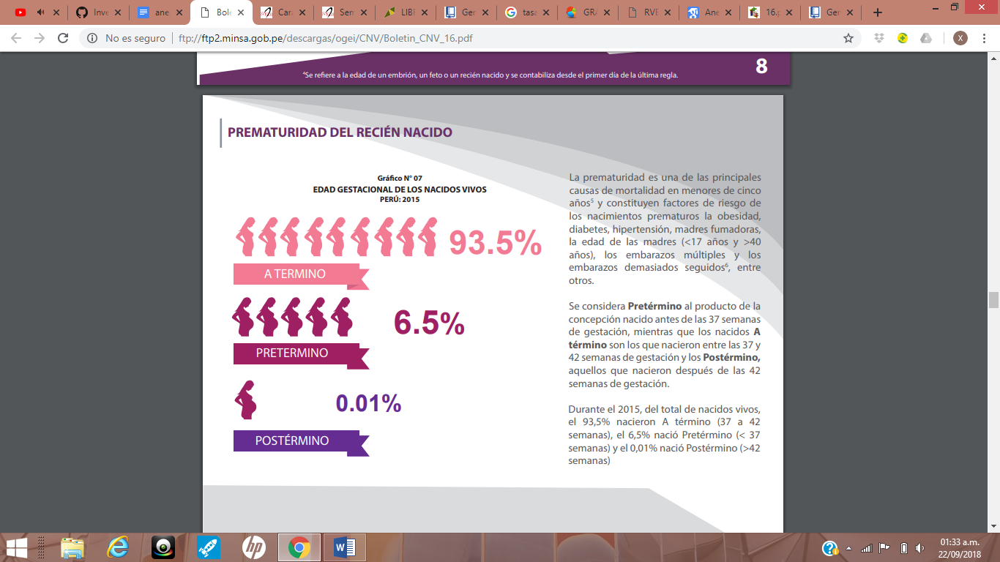 Inve
ane
Bole
Cara
Sem
LIBF
Ger
tasa
GRA
RVE
Ane
16.p
Ger
No es seguro | ftp://ftp2.minsa.gob.pe/descargas/ogei/CNV/Boletin_CNV_16.pdf
X
⁴Se refiere a la edad de un embrión, un feto o un recién nacido y se contabiliza desde el primer día de la última regla.
8
PREMATURIDAD DEL RECIÉN NACIDO
Gráfico N° 07
EDAD GESTACIONAL DE LOS NACIDOS VIVOS
PERÚ: 2015
93.5%
A TERMINO
6.5%
PRETERMINO
0.01%
POSTÉRMINO
La prematuridad es una de las principales
causas de mortalidad en menores de cinco
años⁵ y constituyen factores de riesgo de
los nacimientos prematuros la obesidad,
diabetes, hipertensión, madres fumadoras,
la edad de las madres (<17 años y >40
años), los embarazos múltiples y los
embarazos demasiados seguidos⁶, entre
otros.
Se considera Pretérmino al producto de la
concepción nacido antes de las 37 semanas
de gestación, mientras que los nacidos A
término son los que nacieron entre las 37 y
42 semanas de gestación y los Postérmino,
aquellos que nacieron después de las 42
semanas de gestación.
Durante el 2015, del total de nacidos vivos,
el 93,5% nacieron A término (37 a 42
semanas), el 6,5% nació Pretérmino (< 37
semanas) y el 0,01% nació Postérmino (>42
semanas)
hp
01:33 a.m.
22/09/2018